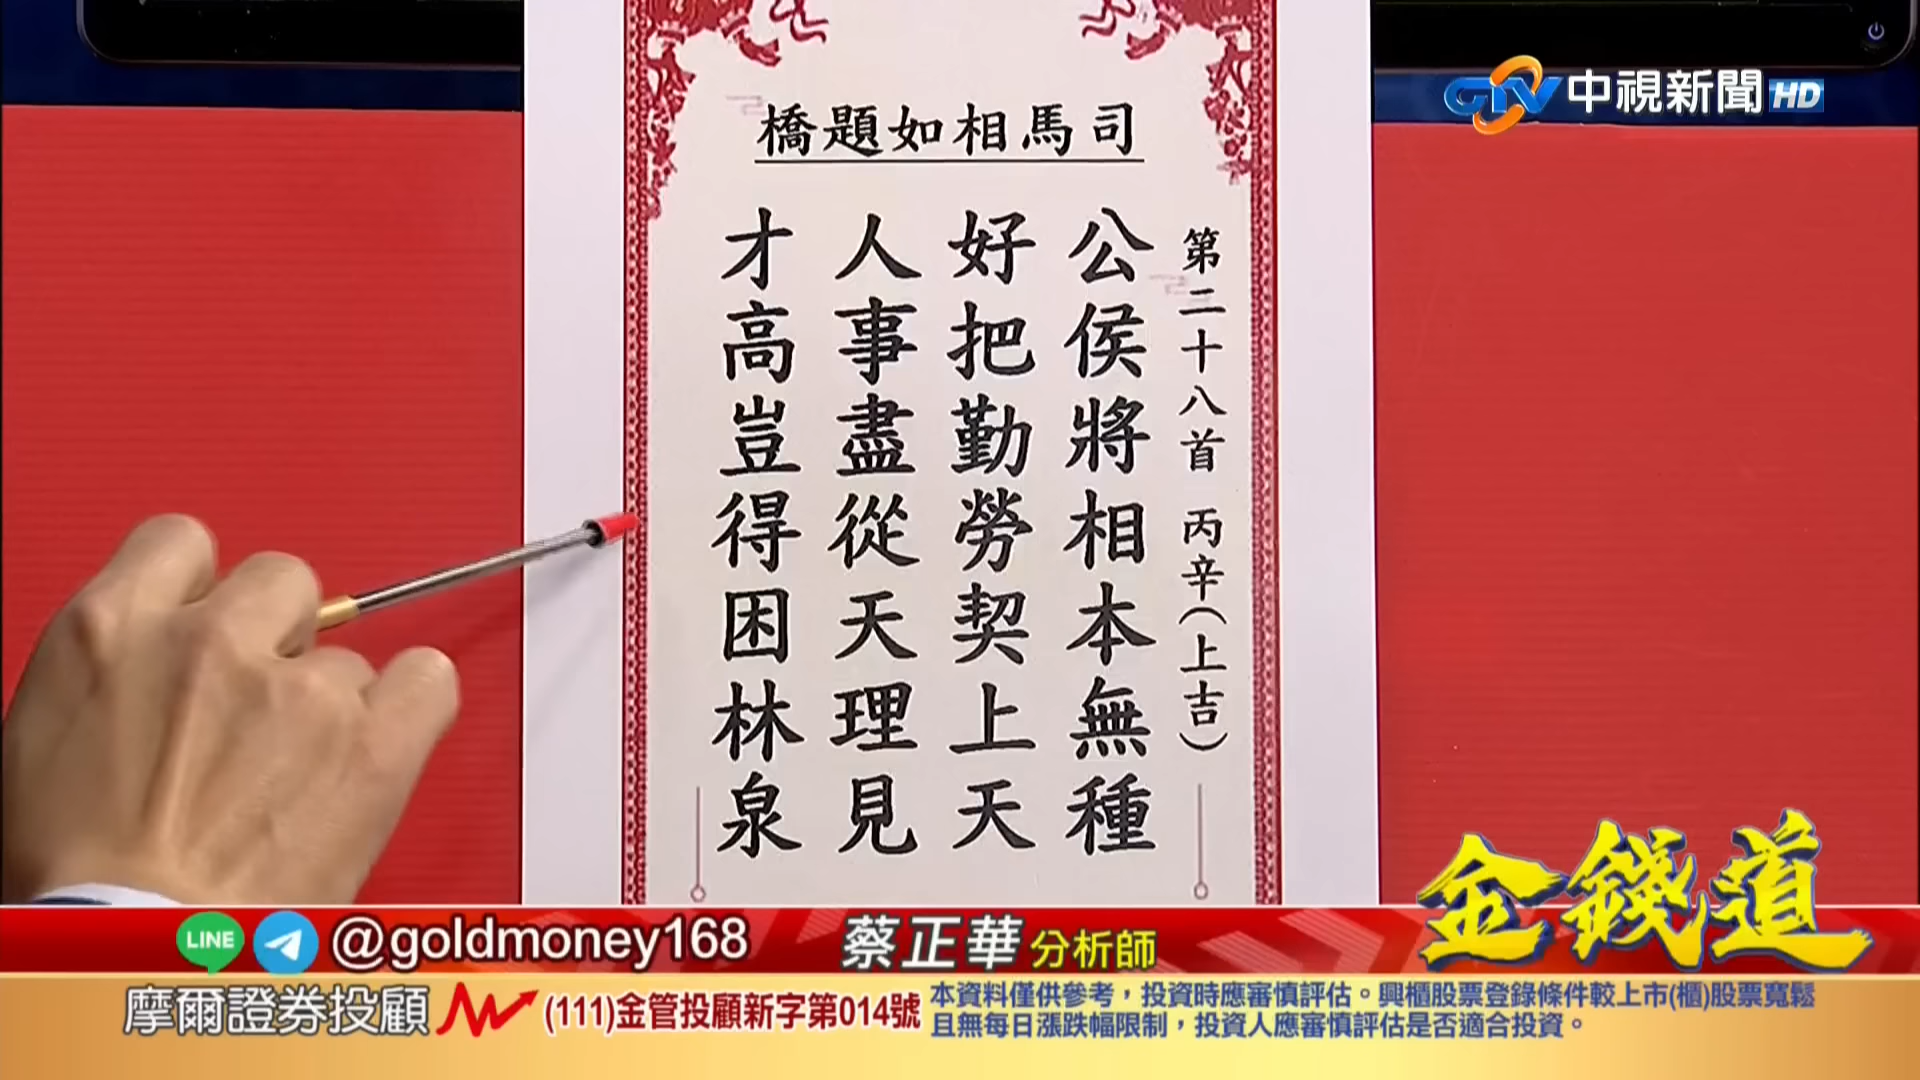 CTV 中視新聞 HD
司馬相如題橋
第二十八首 丙辛(上吉)
公侯將相本無種
好把勤勞契上天
人事盡從天理見
才高豈得困林泉
金錢道
LINE @goldmoney168 蔡正華 分析師
摩爾證券投顧 (111)金管投顧新字第014號
本資料僅供參考，投資時應審慎評估。興櫃股票登錄條件較上市(櫃)股票寬鬆
且無每日漲跌幅限制，投資人應審慎評估是否適合投資。